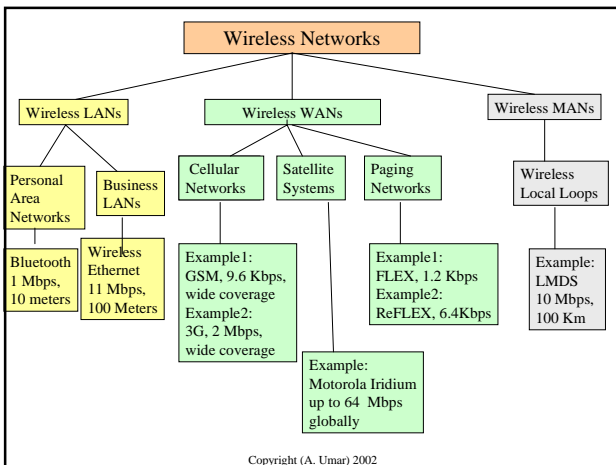 Wireless Networks
Wireless LANs
Wireless WANs
Wireless MANs
Personal
Area
Networks
Business
LANs
Cellular
Networks
Satellite
Systems
Paging
Networks
Wireless
Local Loops
Bluetooth
1 Mbps,
10 meters
Wireless
Ethernet
11 Mbps,
100 Meters
Example1:
GSM, 9.6 Kbps,
wide coverage
Example2:
3G, 2 Mbps,
wide coverage
Example:
Motorola Iridium
up to 64 Mbps
globally
Example1:
FLEX, 1.2 Kbps
Example2:
ReFLEX, 6.4Kbps
Example:
LMDS
10 Mbps,
100 Km
Copyright (A. Umar) 2002